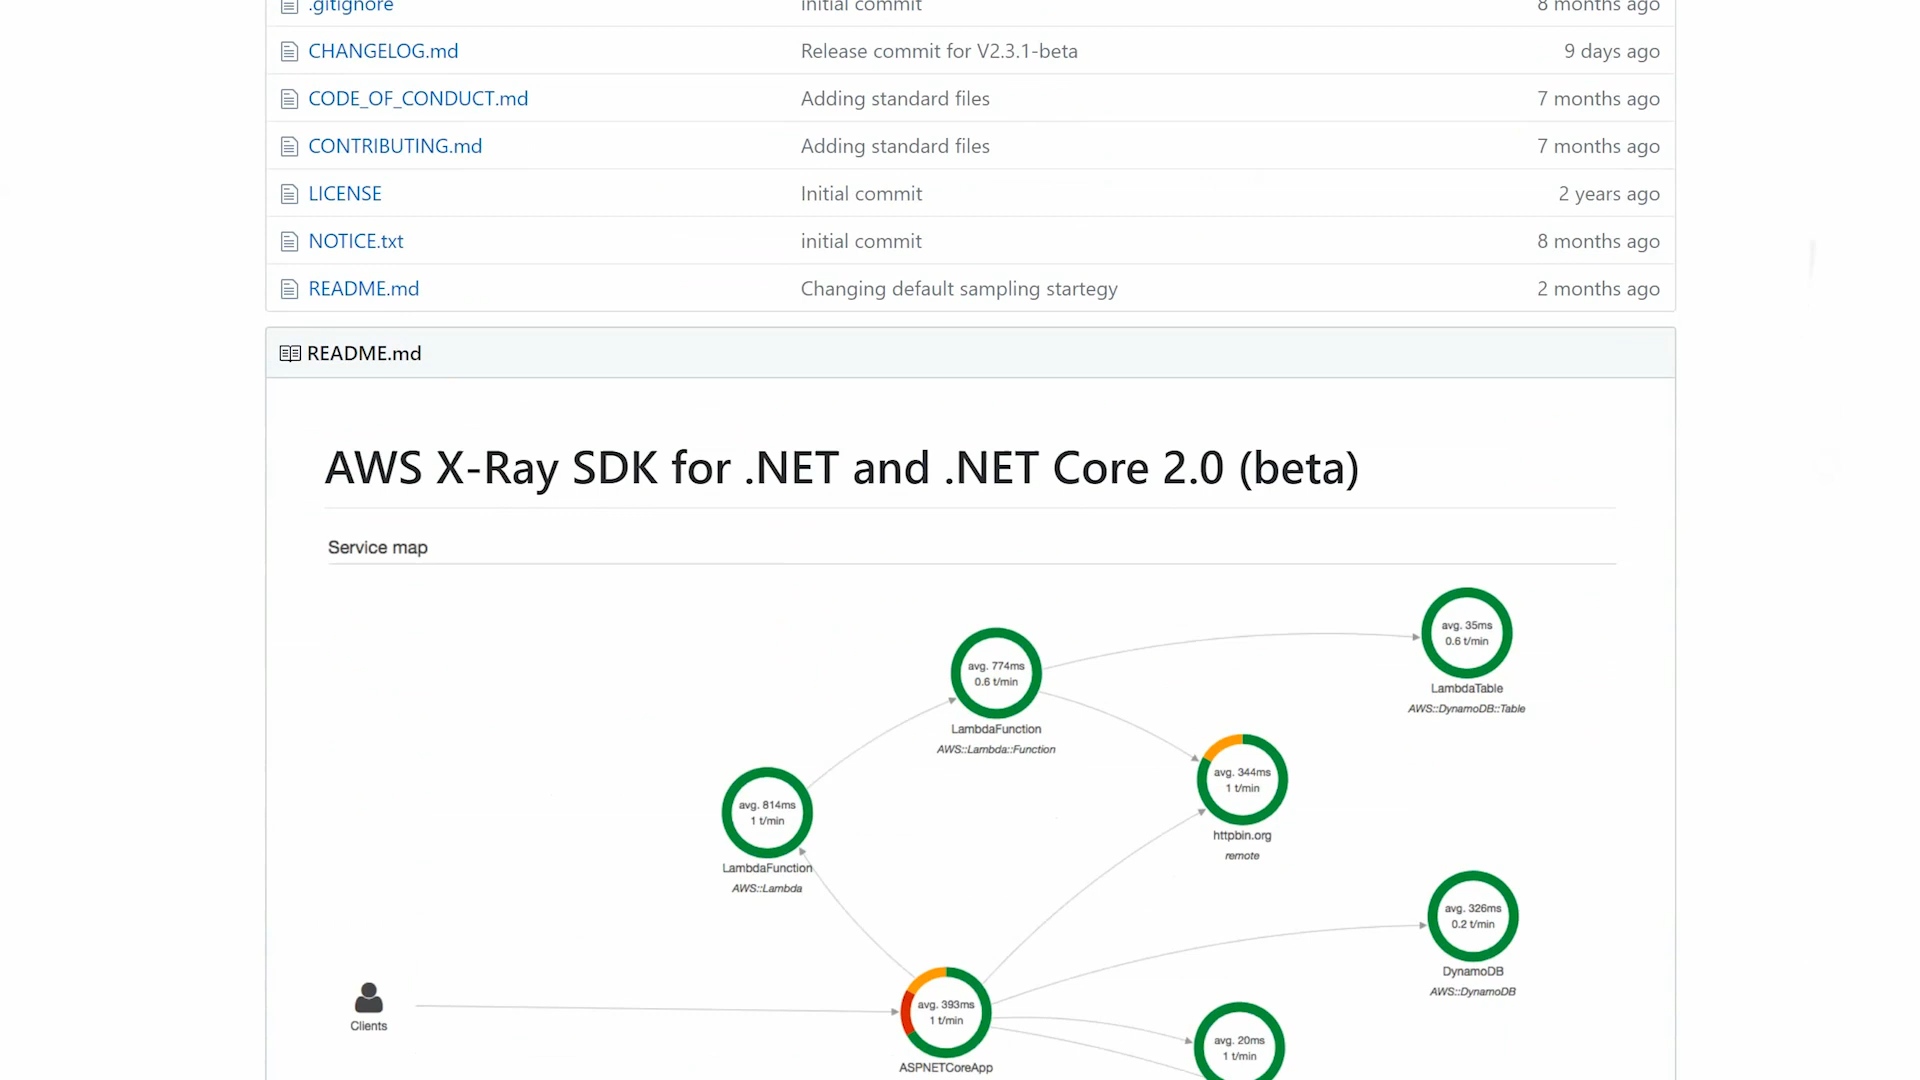 .gitignore initial commit 8 months ago
CHANGELOG.md Release commit for V2.3.1-beta 9 days ago
CODE_OF_CONDUCT.md Adding standard files 7 months ago
CONTRIBUTING.md Adding standard files 7 months ago
LICENSE Initial commit 2 years ago
NOTICE.txt initial commit 8 months ago
README.md Changing default sampling startegy 2 months ago
README.md
AWS X-Ray SDK for .NET and .NET Core 2.0 (beta)
Service map
avg. 35ms
0.6 t/min
LambdaTable
AWS::DynamoDB::Table
avg. 774ms
0.6 t/min
LambdaFunction
AWS::Lambda::Function
avg. 344ms
1 t/min
httpbin.org
remote
avg. 814ms
1 t/min
LambdaFunction
AWS::Lambda
avg. 326ms
0.2 t/min
DynamoDB
AWS::DynamoDB
Clients
avg. 393ms
1 t/min
ASPNETCoreApp
avg. 20ms
1 t/min